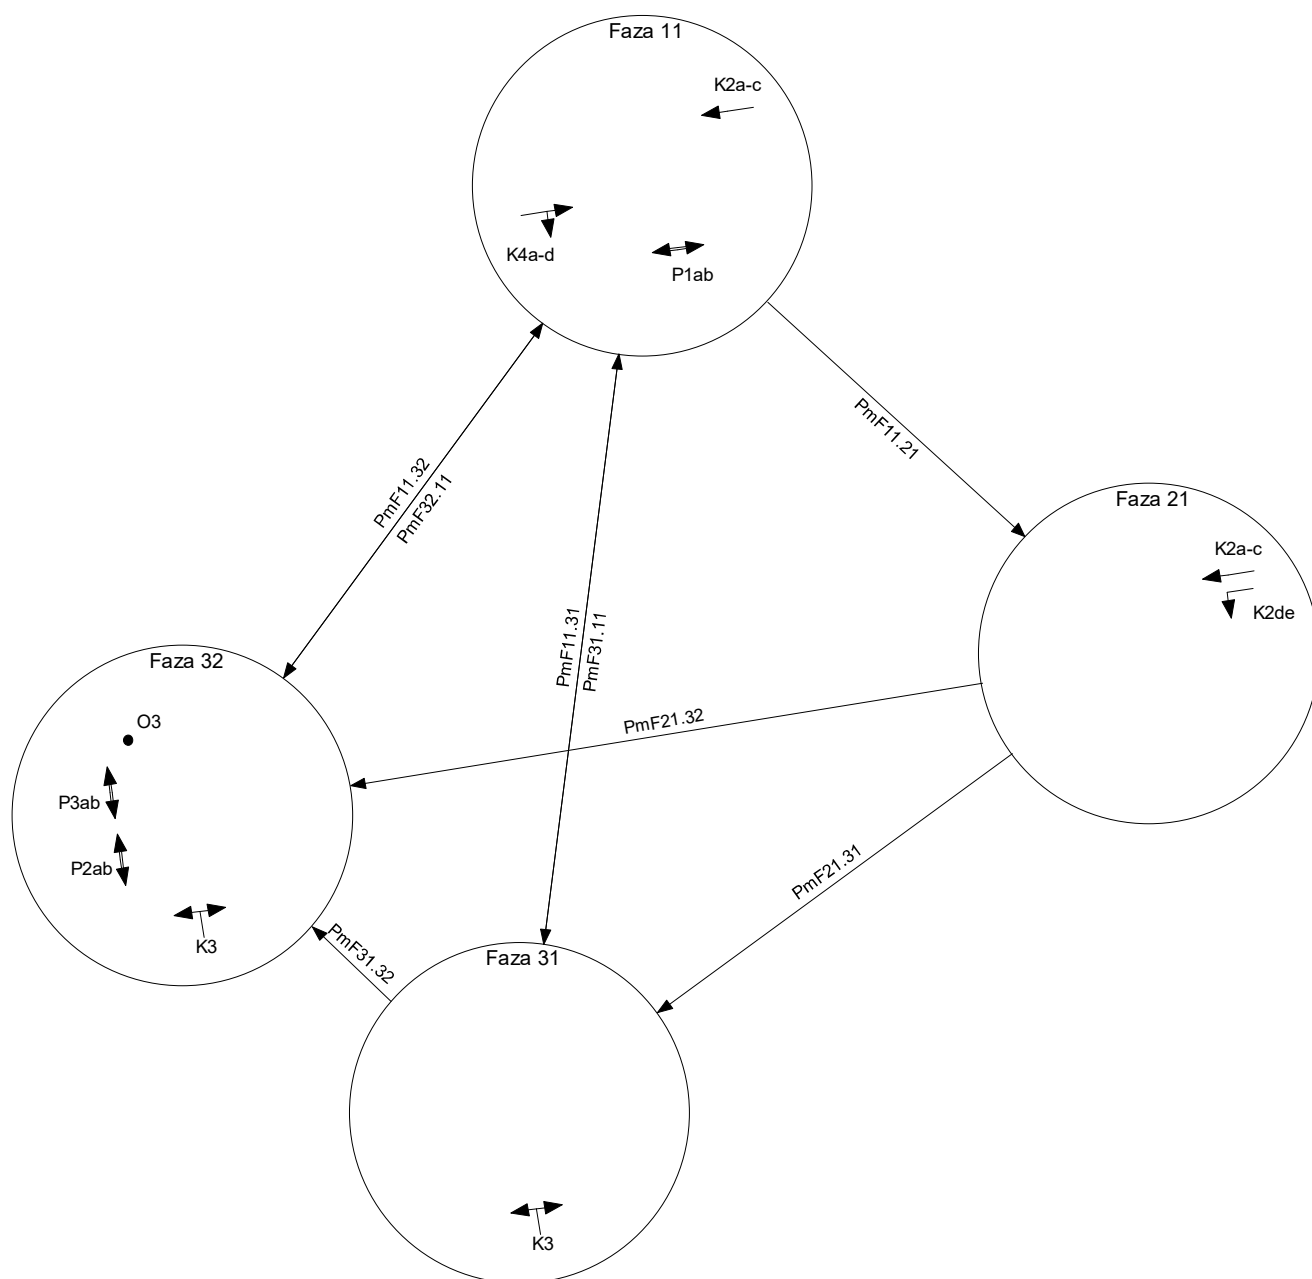 Faza 11
K2a-c
K4a-d
P1ab
PmF11.21
PmF11.32
PmF32.11
Faza 21
K2a-c
K2de
PmF11.31
PmF31.11
Faza 32
O3
PmF21.32
P3ab
P2ab
PmF21.31
K3
PmF31.32
Faza 31
K3